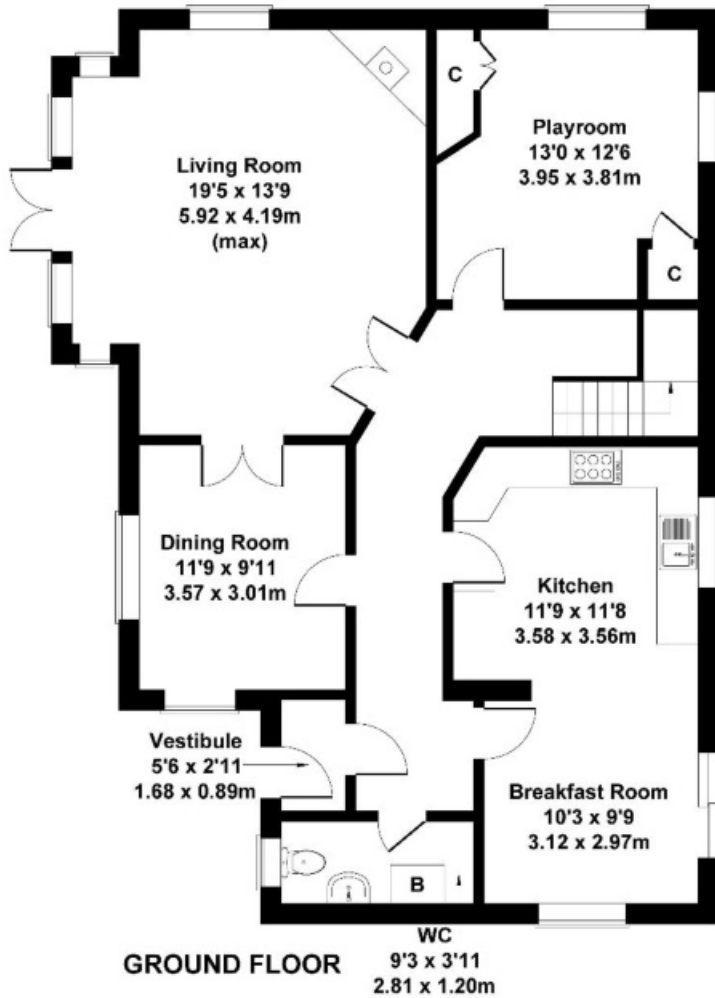 Living Room
19'5 x 13'9
5.92 x 4.19m
(max)
C
Playroom
13'0 x 12'6
3.95 x 3.81m
C
Dining Room
11'9 x 9'11
3.57 x 3.01m
Kitchen
11'9 x 11'8
3.58 x 3.56m
Vestibule
5'6 x 2'11
1.68 x 0.89m
Breakfast Room
10'3 x 9'9
3.12 x 2.97m
B
GROUND FLOOR
WC
9'3 x 3'11
2.81 x 1.20m